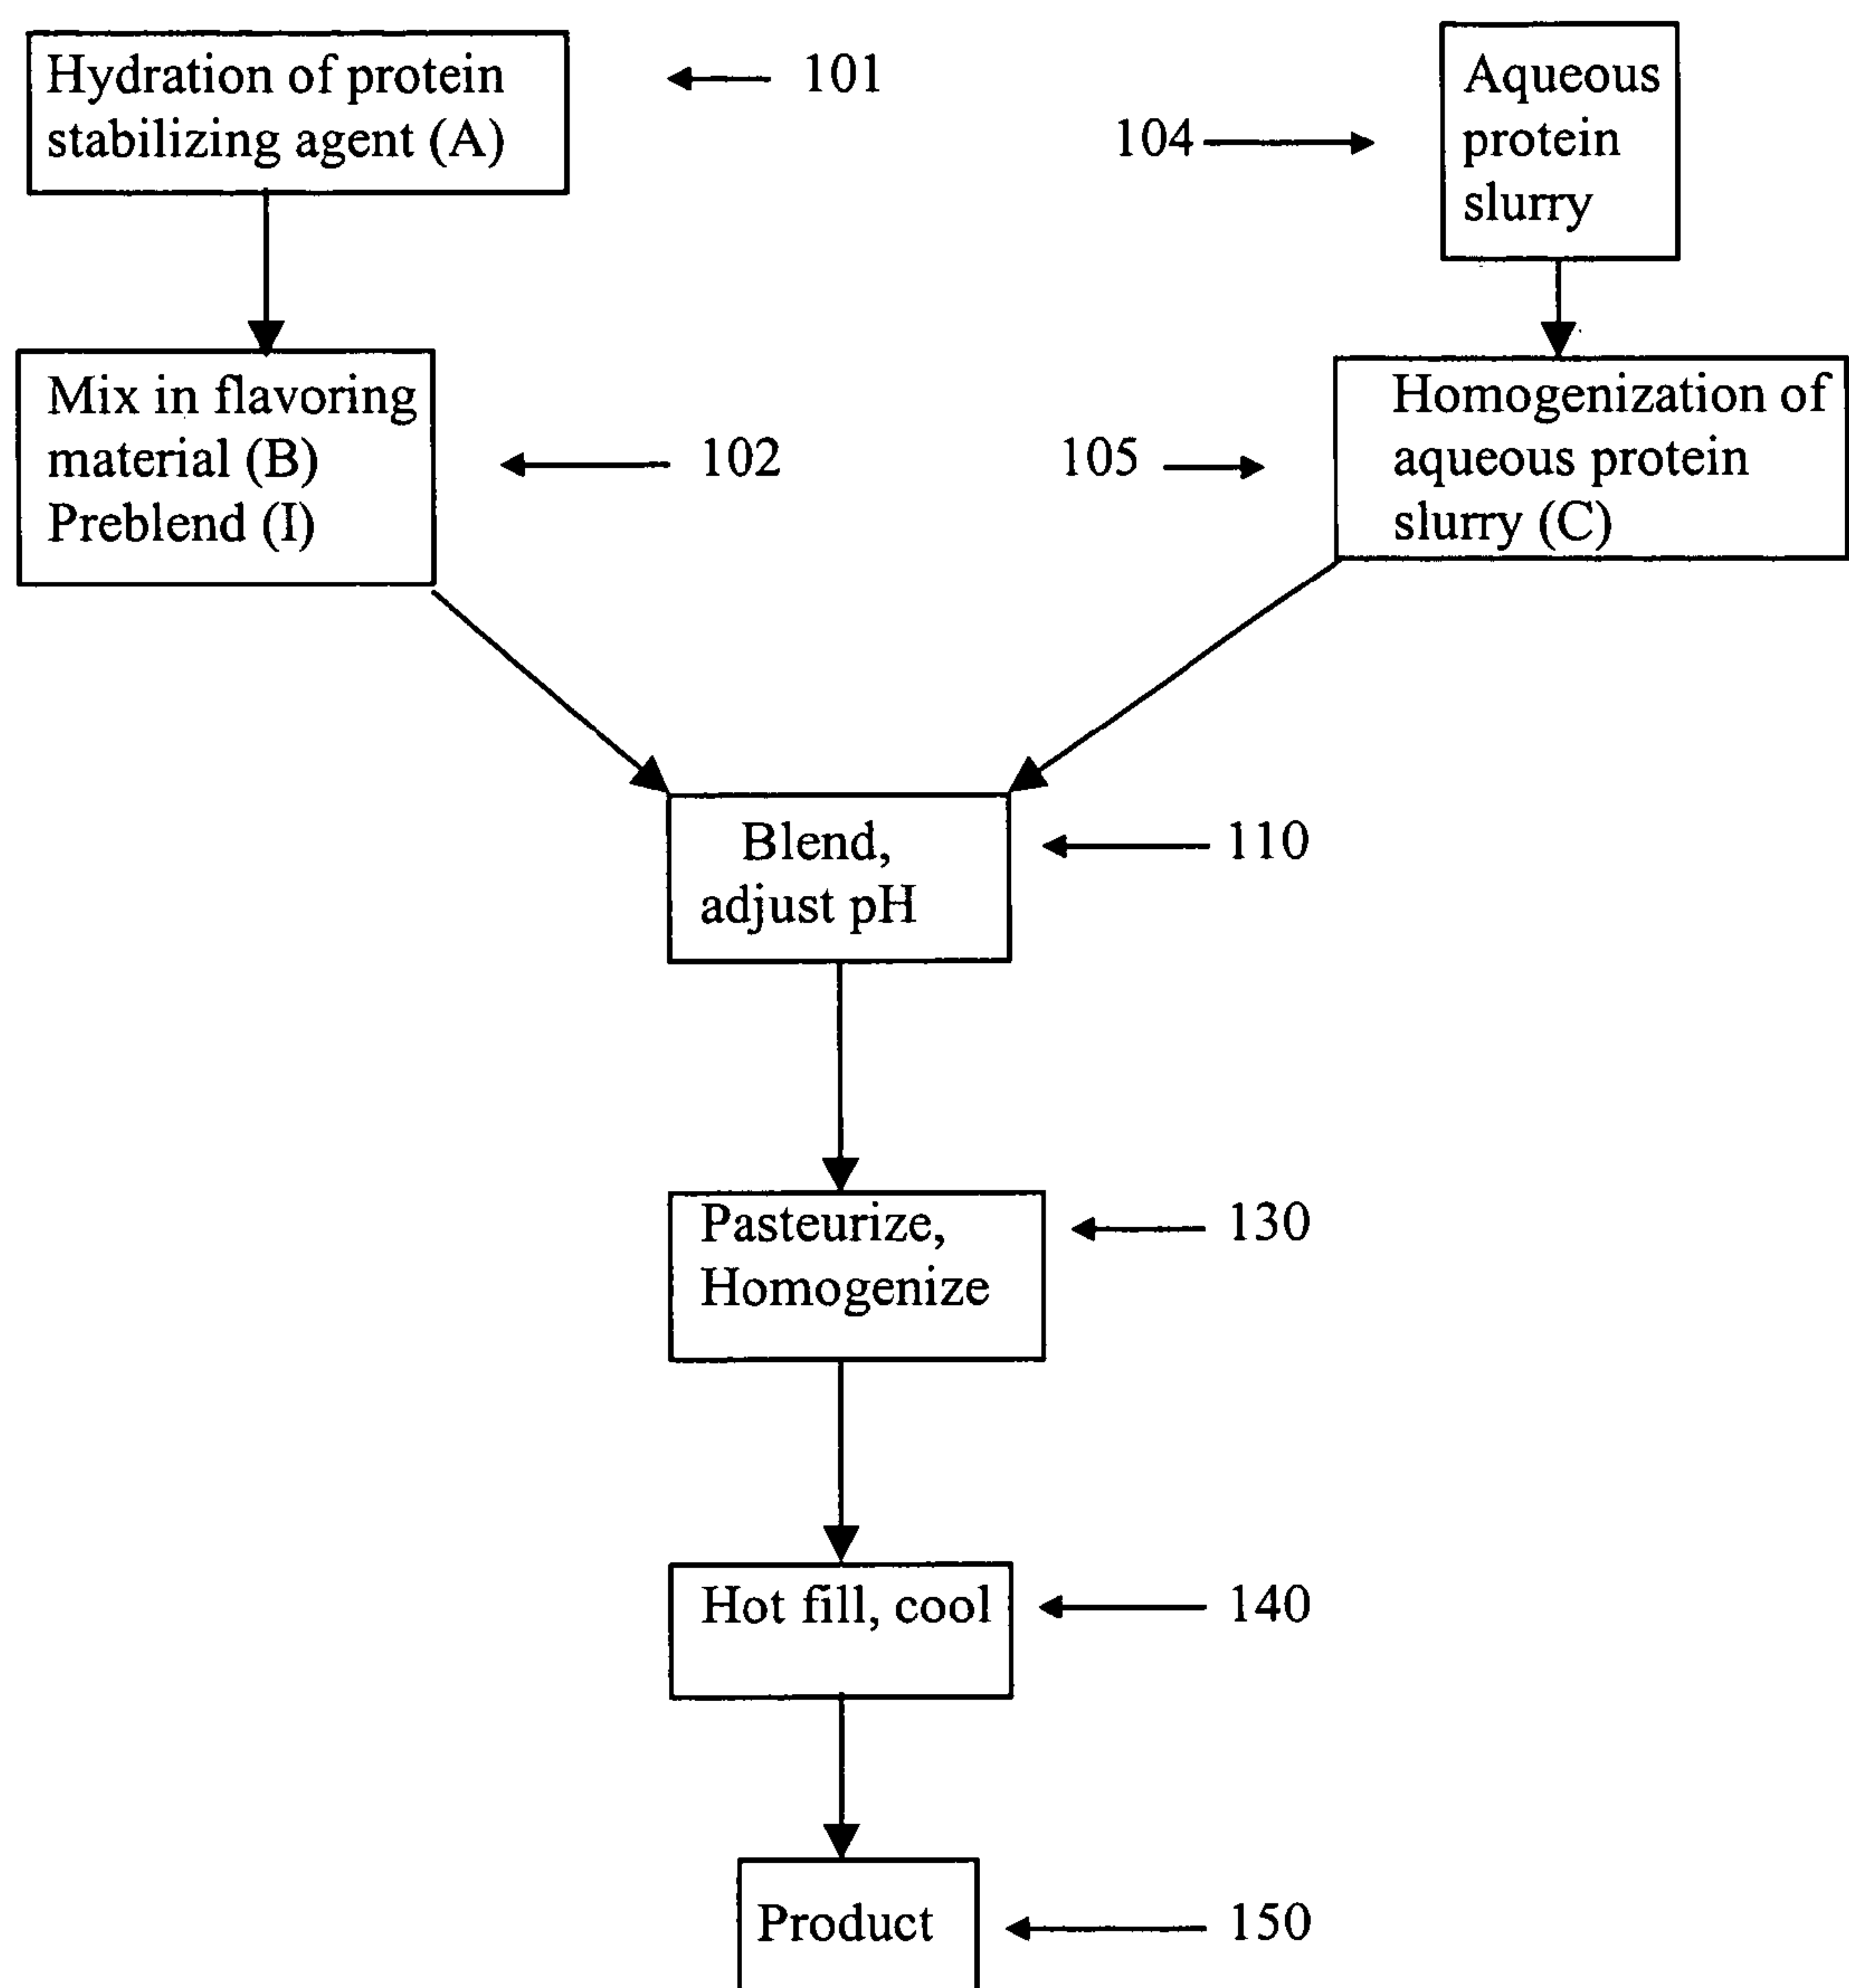 Hydration of protein
stabilizing agent (A)
101
104
Aqueous
protein
slurry
Mix in flavoring
material (B)
Preblend (I)
102
105
Homogenization of
aqueous protein
slurry (C)
Blend,
adjust pH
110
Pasteurize,
Homogenize
130
Hot fill, cool
140
Product
150